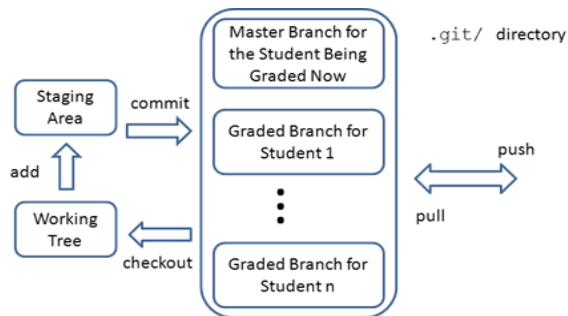 Master Branch for
the Student Being
Graded Now
.git/ directory
Staging
Area
commit
Graded Branch for
Student 1
push
add
Working
Tree
pull
checkout
Graded Branch for
Student n